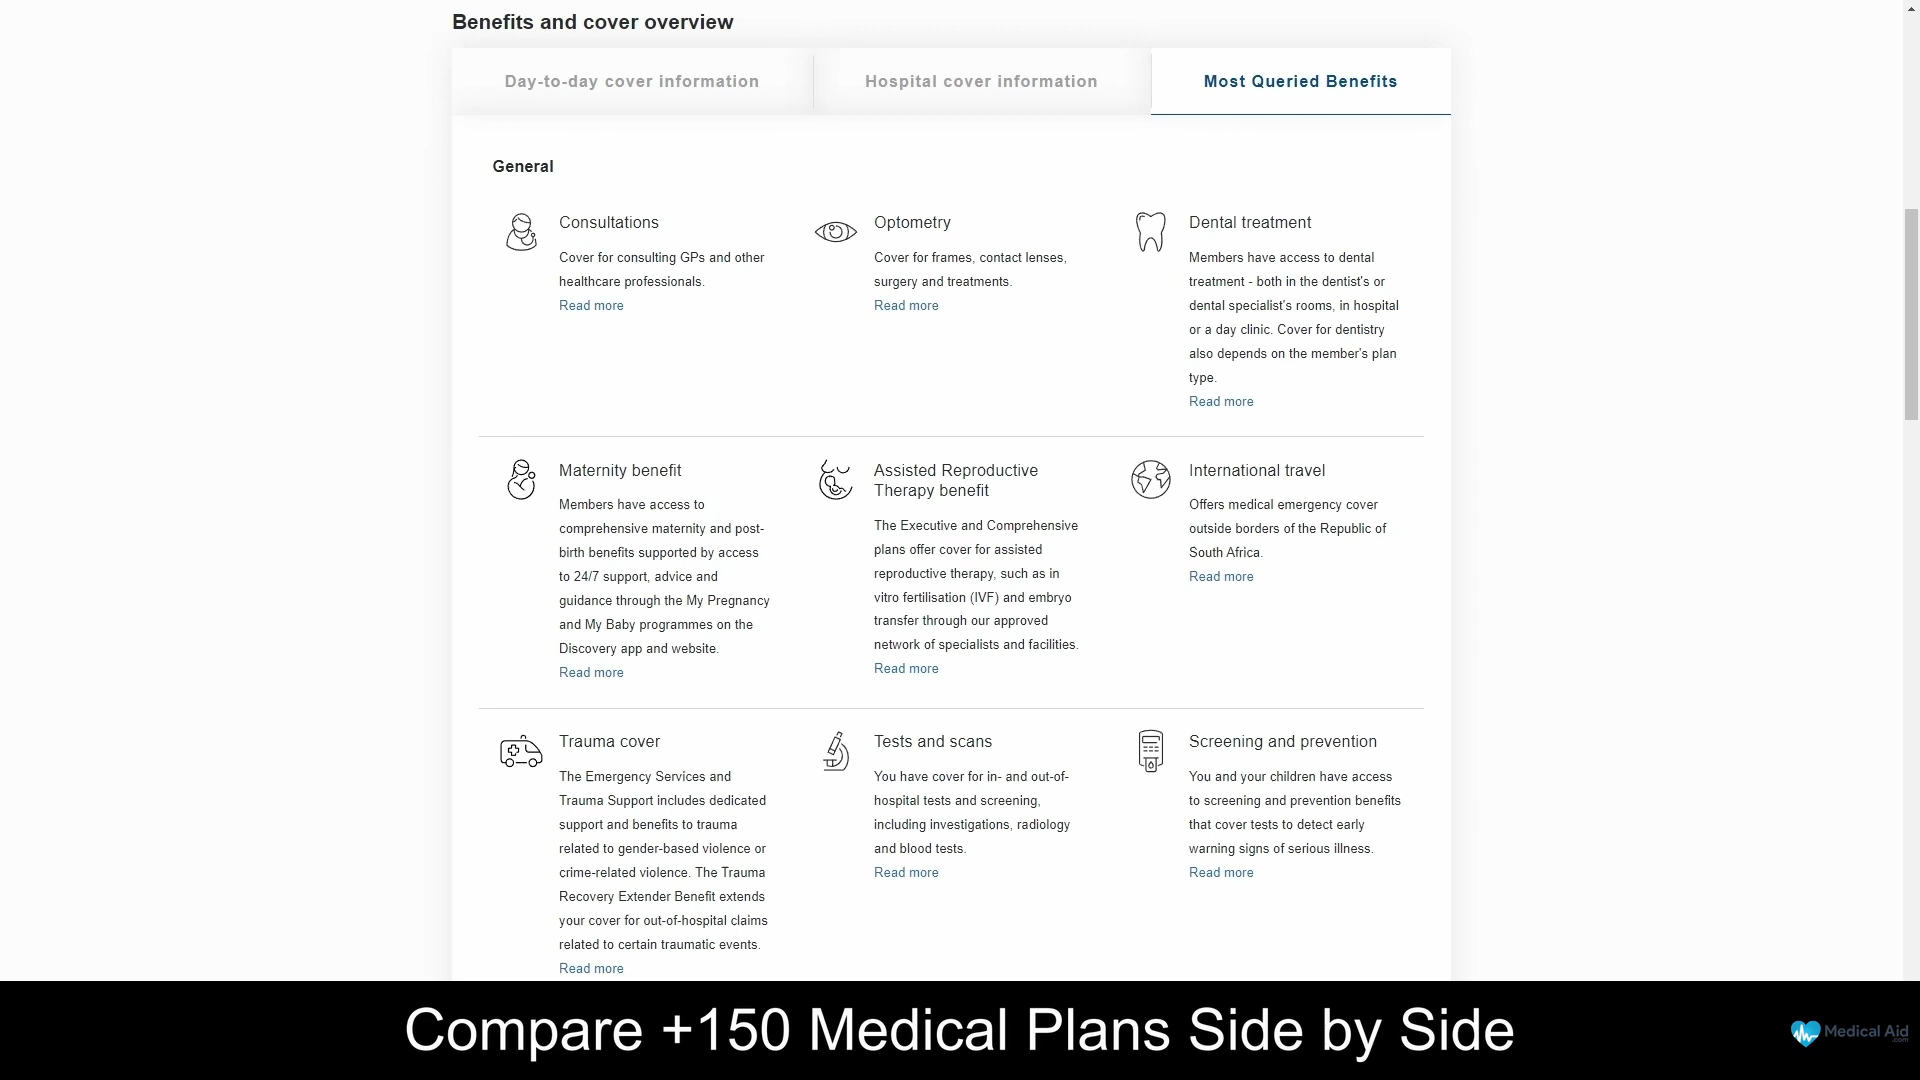 Benefits and cover overview
Day-to-day cover information
Hospital cover information
Most Queried Benefits
General
Consultations
Cover for consulting GPs and other
healthcare professionals.
Read more
Optometry
Cover for frames, contact lenses,
surgery and treatments.
Read more
Dental treatment
Members have access to dental
treatment - both in the dentist's or
dental specialist's rooms, in hospital
or a day clinic. Cover for dentistry
also depends on the member's plan
type.
Read more
Maternity benefit
Members have access to
comprehensive maternity and post-
birth benefits supported by access
to 24/7 support, advice and
guidance through the My Pregnancy
and My Baby programmes on the
Discovery app and website.
Read more
Assisted Reproductive
Therapy benefit
The Executive and Comprehensive
plans offer cover for assisted
reproductive therapy, such as in
vitro fertilisation (IVF) and embryo
transfer through our approved
network of specialists and facilities.
Read more
International travel
Offers medical emergency cover
outside borders of the Republic of
South Africa.
Read more
Trauma cover
The Emergency Services and
Trauma Support includes dedicated
support and benefits to trauma
related to gender-based violence or
crime-related violence. The Trauma
Recovery Extender Benefit extends
your cover for out-of-hospital claims
related to certain traumatic events.
Read more
Tests and scans
You have cover for in- and out-of-
hospital tests and screening,
including investigations, radiology
and blood tests.
Read more
Screening and prevention
You and your children have access
to screening and prevention benefits
that cover tests to detect early
warning signs of serious illness.
Read more
Compare +150 Medical Plans Side by Side
Medical Aid
.com